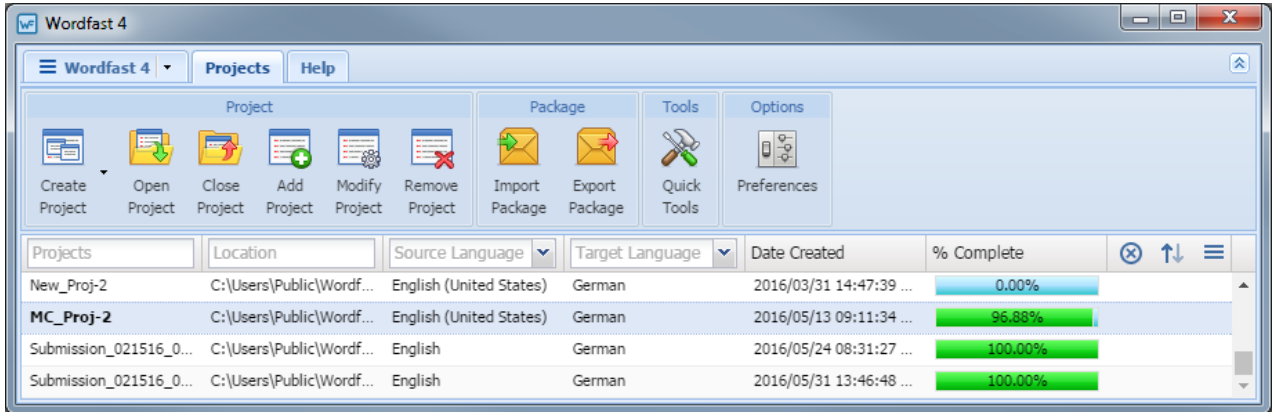 WF Wordfast 4
Wordfast 4 Projects Help
Project Package Tools Options
Create Project
Open Project
Close Project
Add Project
Modify Project
Remove Project
Import Package
Export Package
Quick Tools
Preferences
Projects Location Source Language Target Language Date Created % Complete
New_Proj-2 C:\Users\Public\Wordf... English (United States) German 2016/03/31 14:47:39 ... 0.00%
MC_Proj-2 C:\Users\Public\Wordf... English (United States) German 2016/05/13 09:11:34 ... 96.88%
Submission_021516_0... C:\Users\Public\Wordf... English German 2016/05/24 08:31:27 ... 100.00%
Submission_021516_0... C:\Users\Public\Wordf... English German 2016/05/31 13:46:48 ... 100.00%